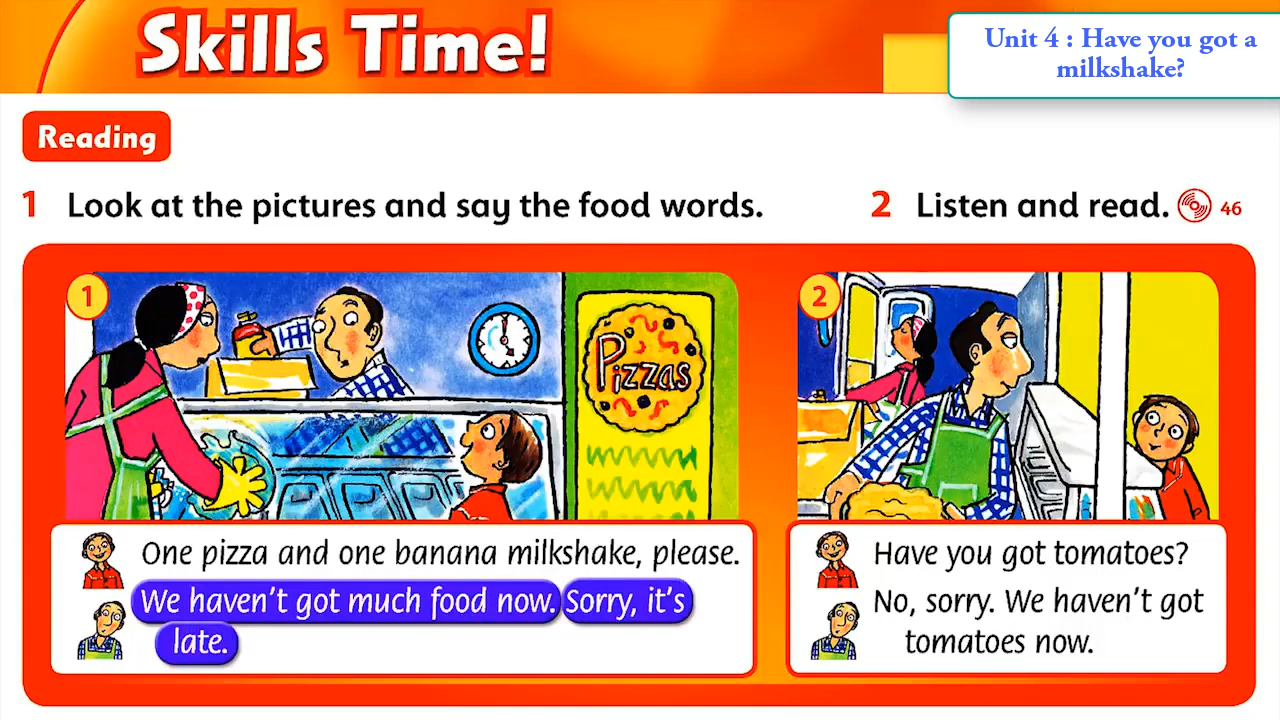 Skills Time!
Unit 4 : Have you got a
milkshake?
Reading
1 Look at the pictures and say the food words.
2 Listen and read. 46
1
Pizzas
One pizza and one banana milkshake, please.
We haven't got much food now. Sorry, it's
late.
2
Have you got tomatoes?
No, sorry. We haven't got
tomatoes now.